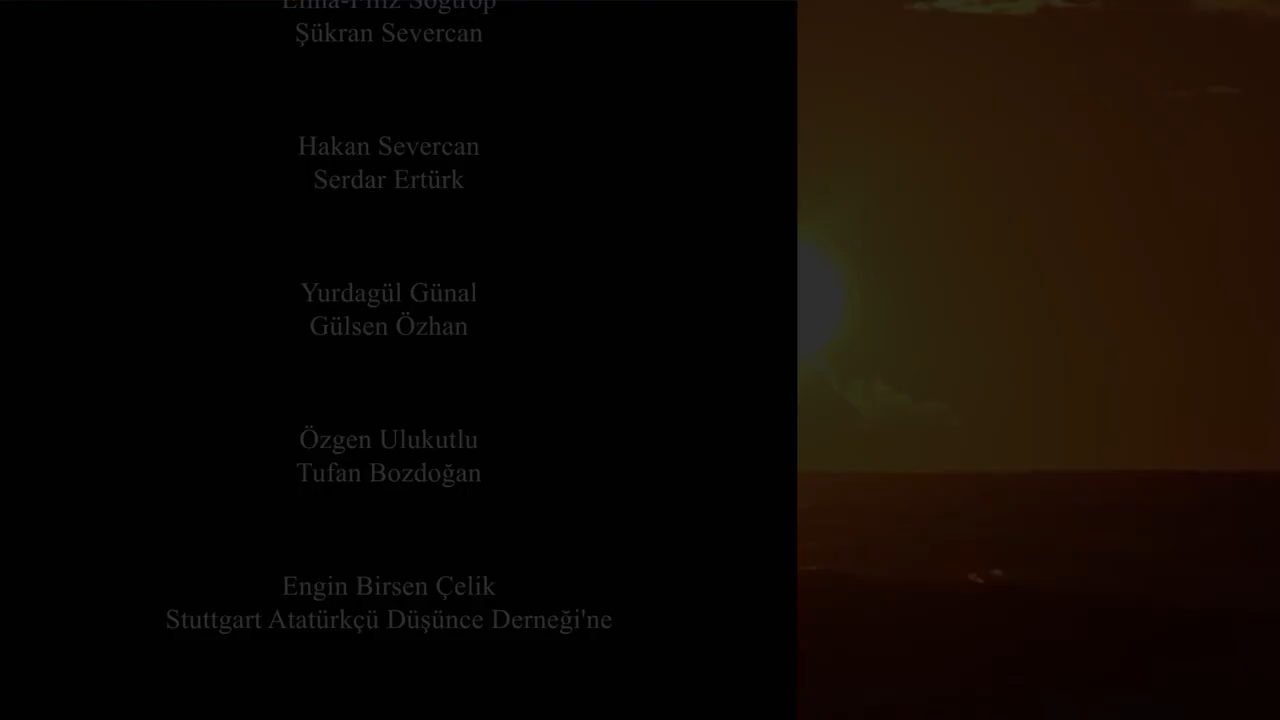 Şükran Severcan
Hakan Severcan
Serdar Ertürk
Yurdagül Günal
Gülsen Özhan
Özgen Ulukutlu
Tufan Bozdoğan
Engin Birsen Çelik
Stuttgart Atatürkçü Düşünce Derneği'ne